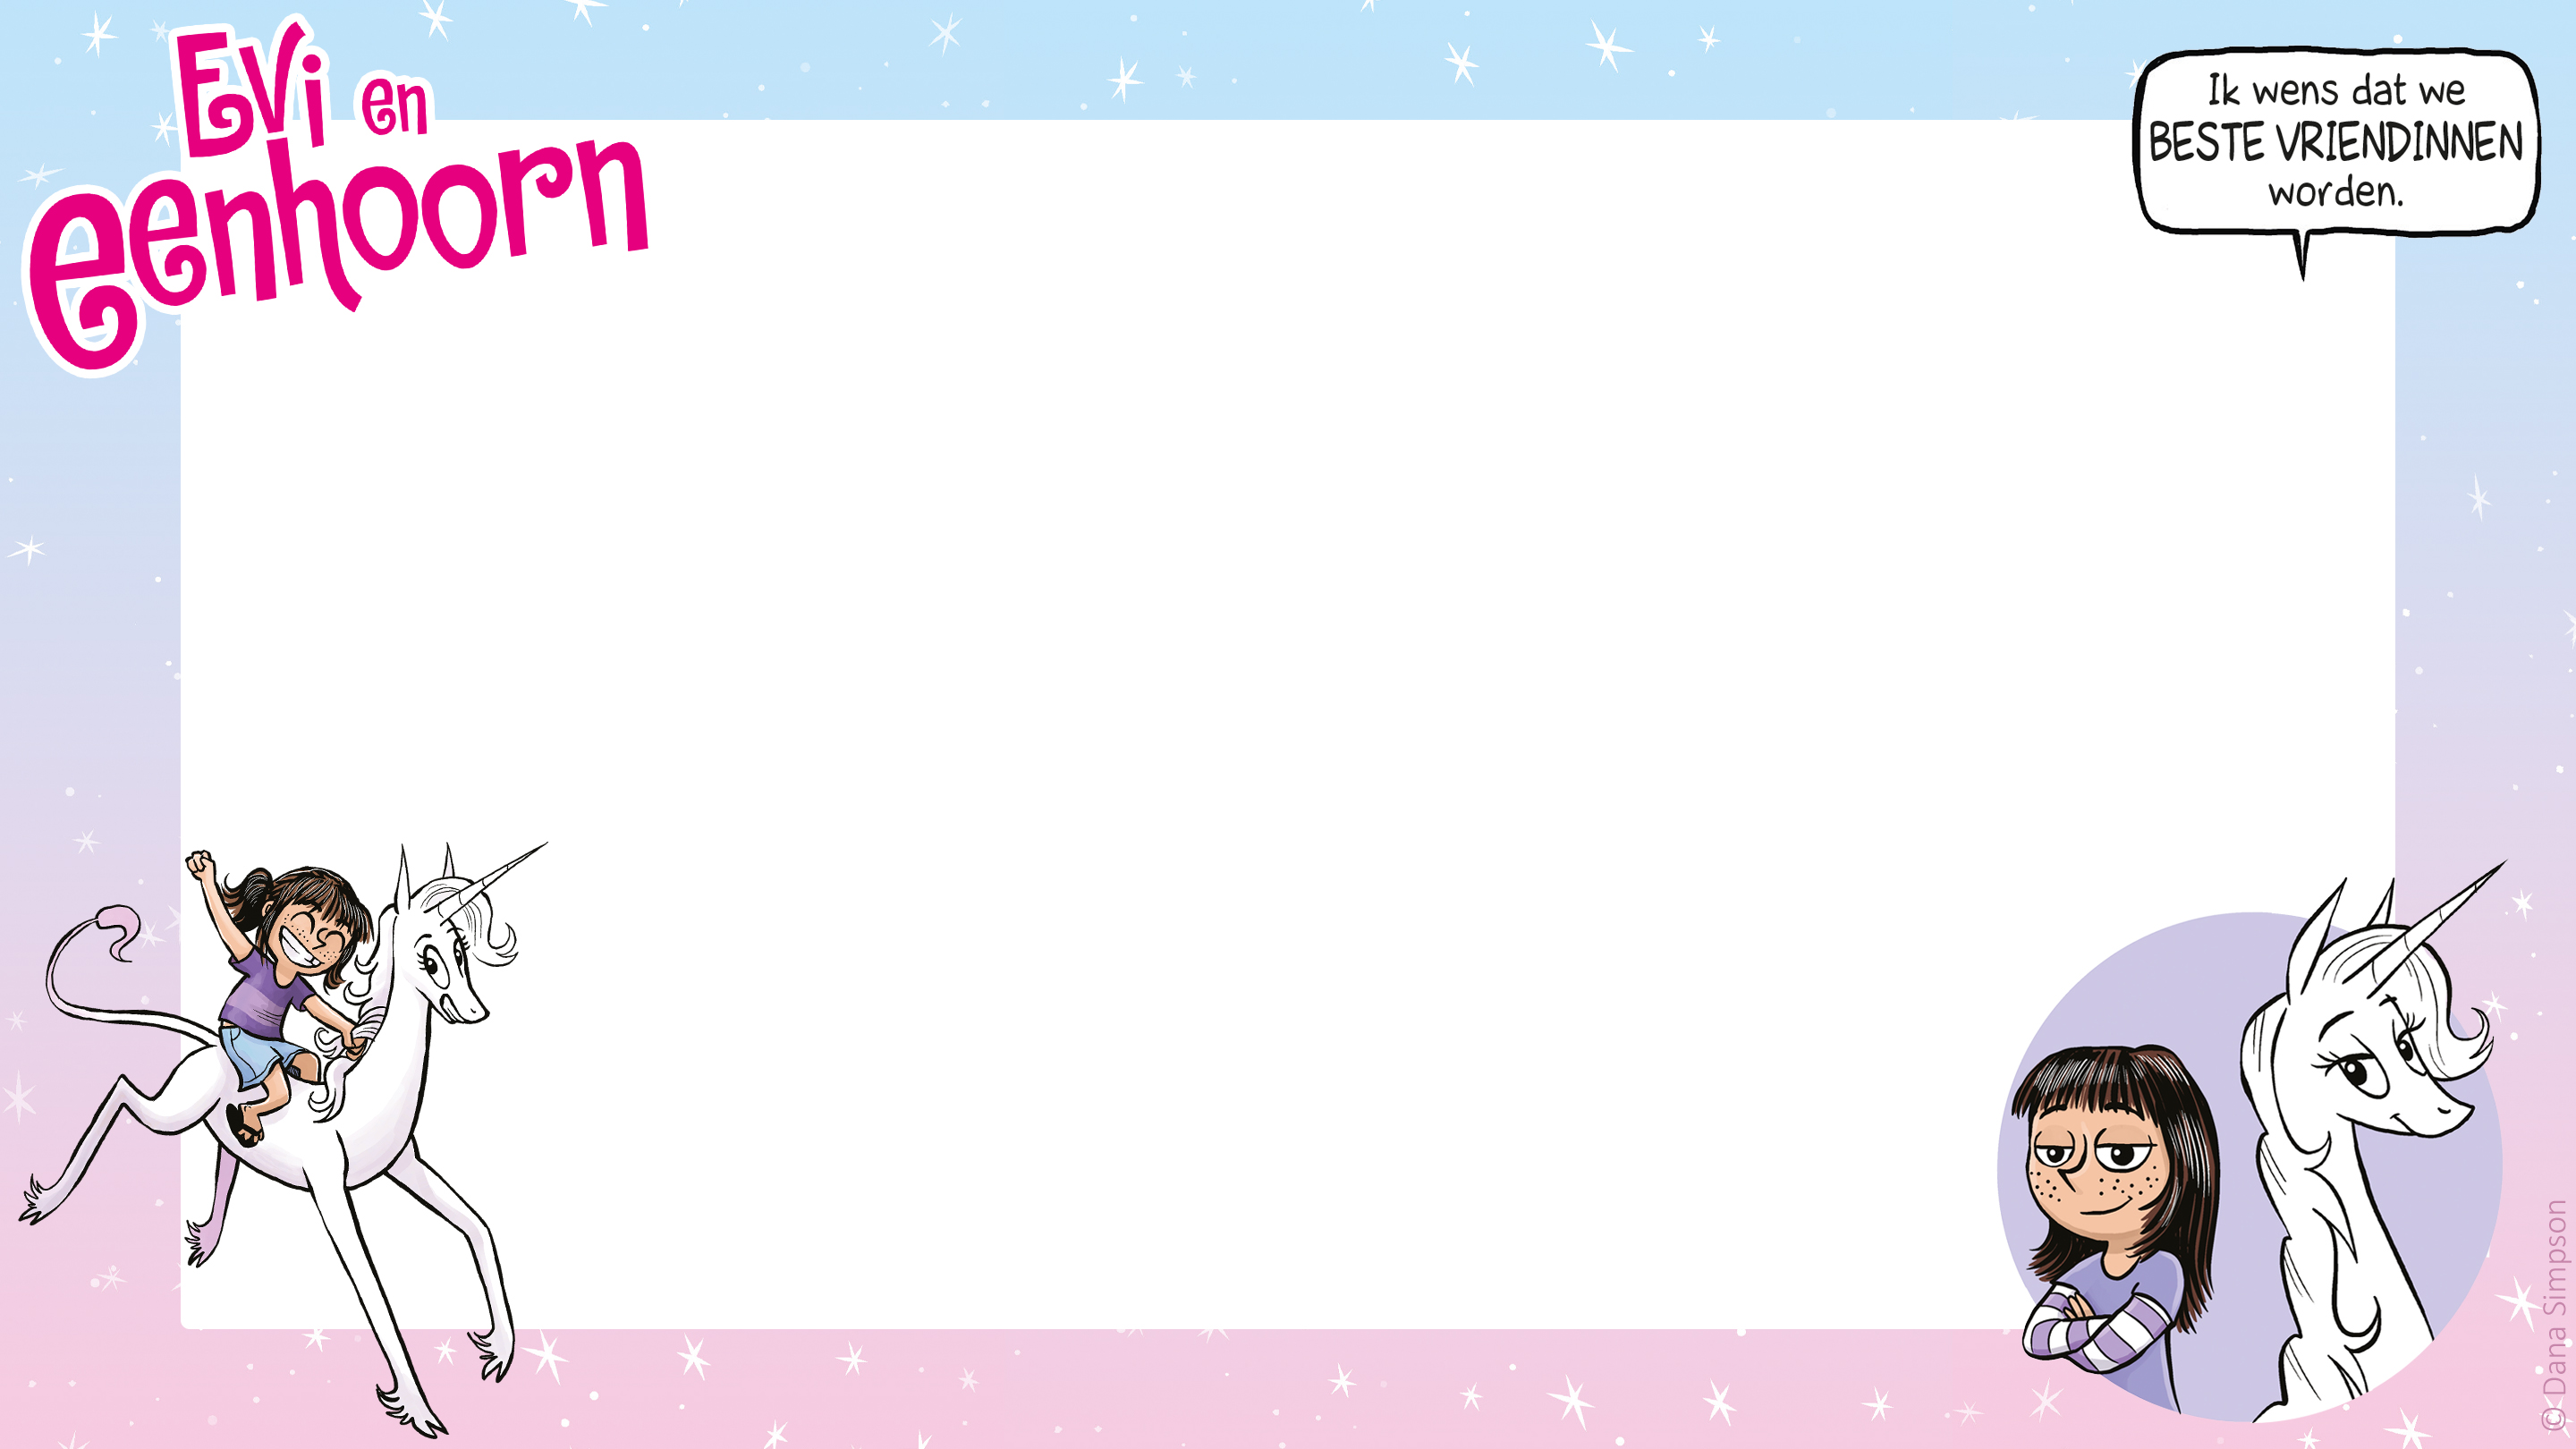 Evi en
eenhoorn
Ik wens dat we
BESTE VRIENDINNEN
worden.
© Dana Simpson